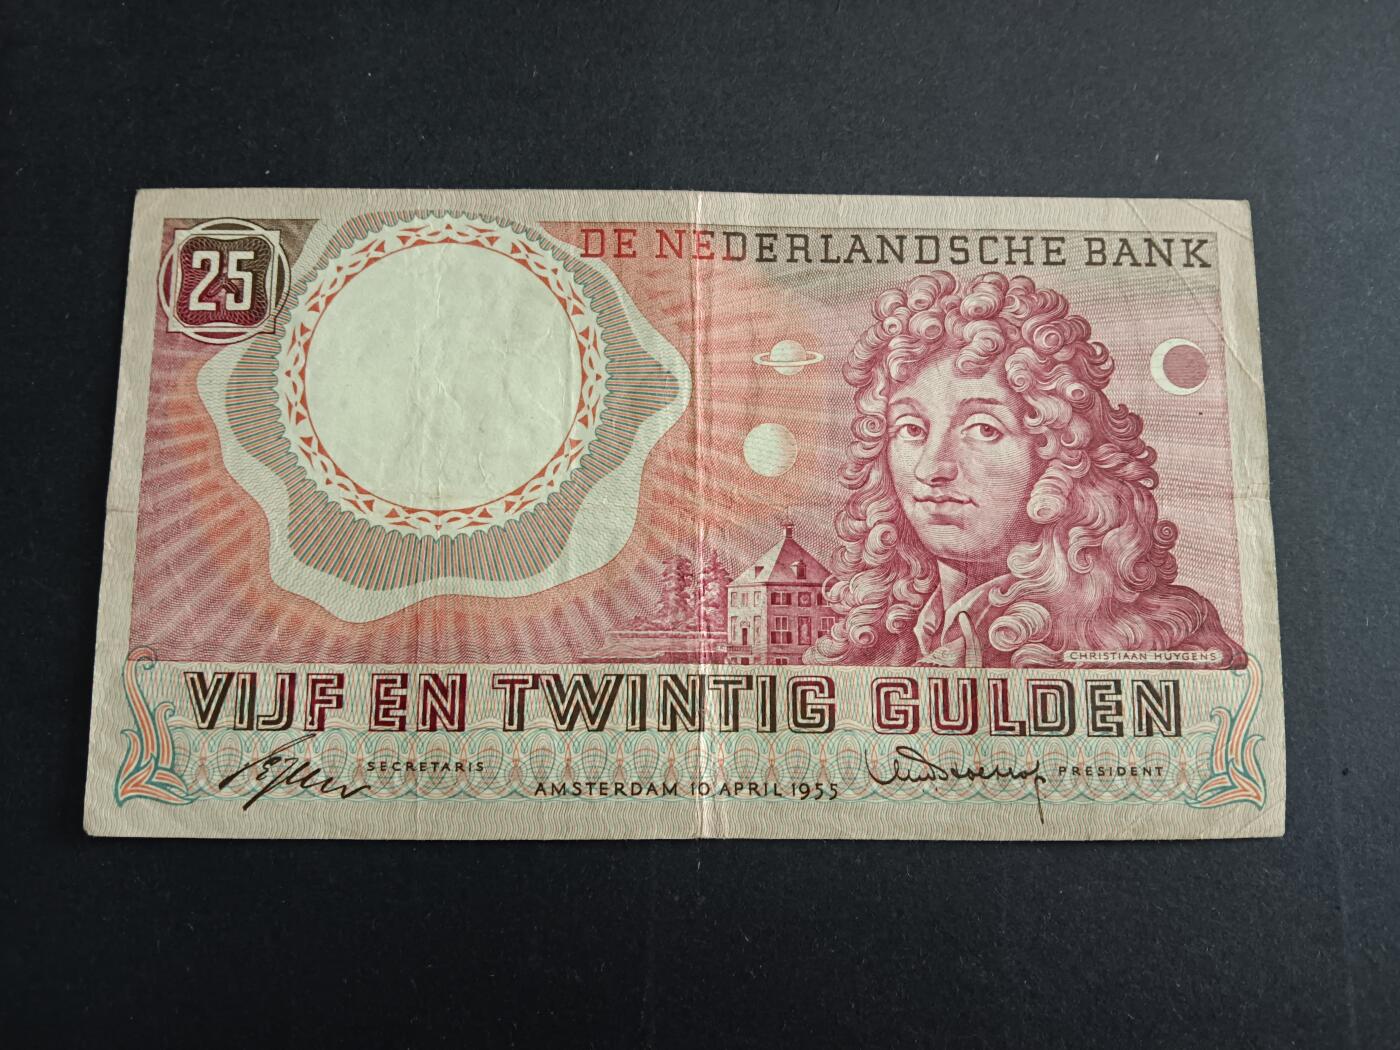 25
DE NEDERLANDSCHE BANK
CHRISTIAAN HUYGENS
VIJF EN TWINTIG GULDEN
SECRETARIS
AMSTERDAM 10 APRIL 1955
PRESIDENT